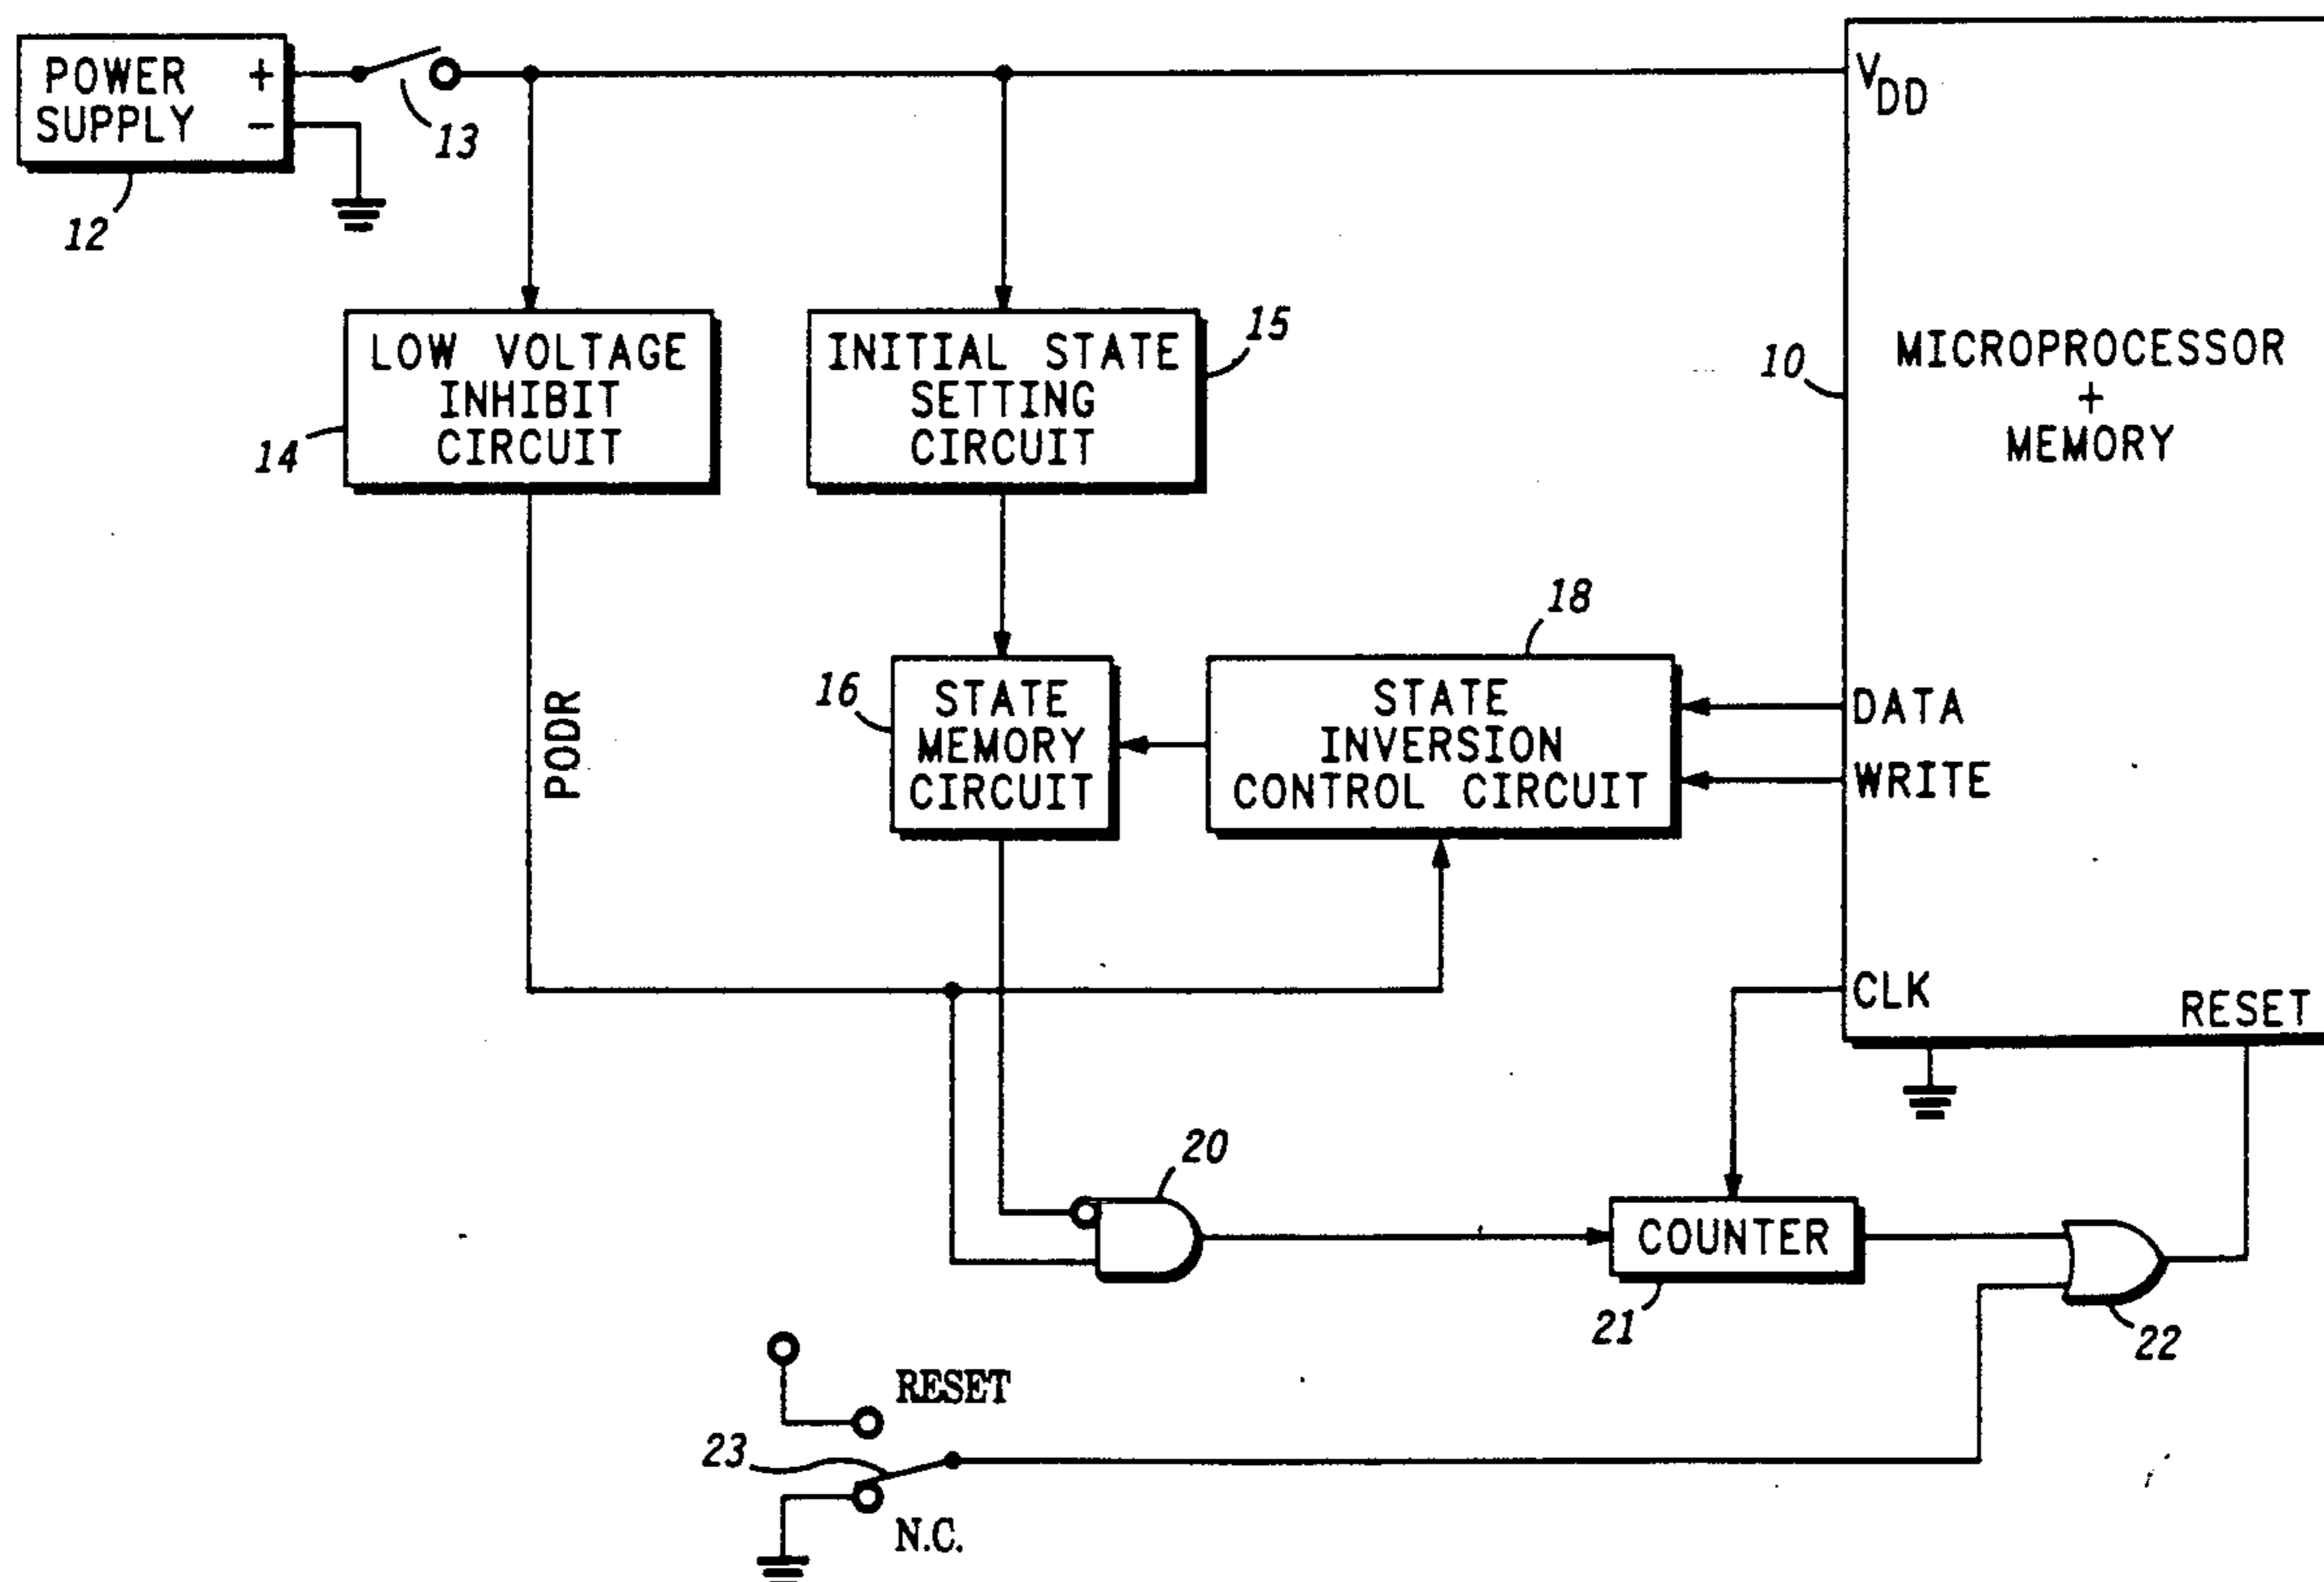 POWER +
SUPPLY −
12
13
V DD
LOW VOLTAGE
INHIBIT
CIRCUIT
14
INITIAL STATE
SETTING
CIRCUIT
15
10
MICROPROCESSOR
+
MEMORY
PODR
16
STATE
MEMORY
CIRCUIT
18
STATE
INVERSION
CONTROL CIRCUIT
DATA
WRITE
CLK
RESET
20
COUNTER
21
22
RESET
23
N.C.